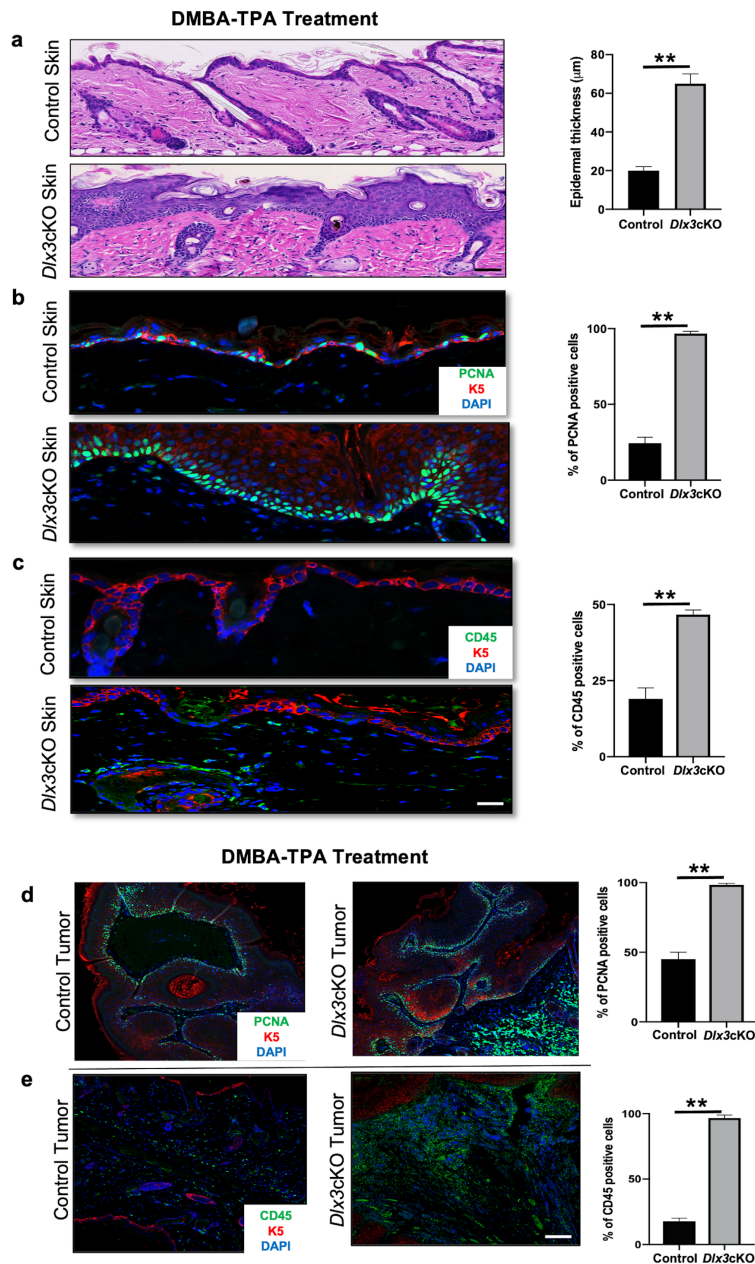 DMBA-TPA Treatment
a
Control Skin
Dlx3cKO Skin
Epidermal thickness (μm)
80
60
40
20
0
**
Control Dlx3cKO
b
Control Skin
PCNA
K5
DAPI
Dlx3cKO Skin
% of PCNA positive cells
100
50
0
**
Control Dlx3cKO
c
Control Skin
CD45
K5
DAPI
Dlx3cKO Skin
% of CD45 positive cells
50
25
0
**
Control Dlx3cKO
DMBA-TPA Treatment
d
Control Tumor
PCNA
K5
DAPI
Dlx3cKO Tumor
% of PCNA positive cells
100
50
0
**
Control Dlx3cKO
e
Control Tumor
CD45
K5
DAPI
Dlx3cKO Tumor
% of CD45 positive cells
100
50
0
**
Control Dlx3cKO